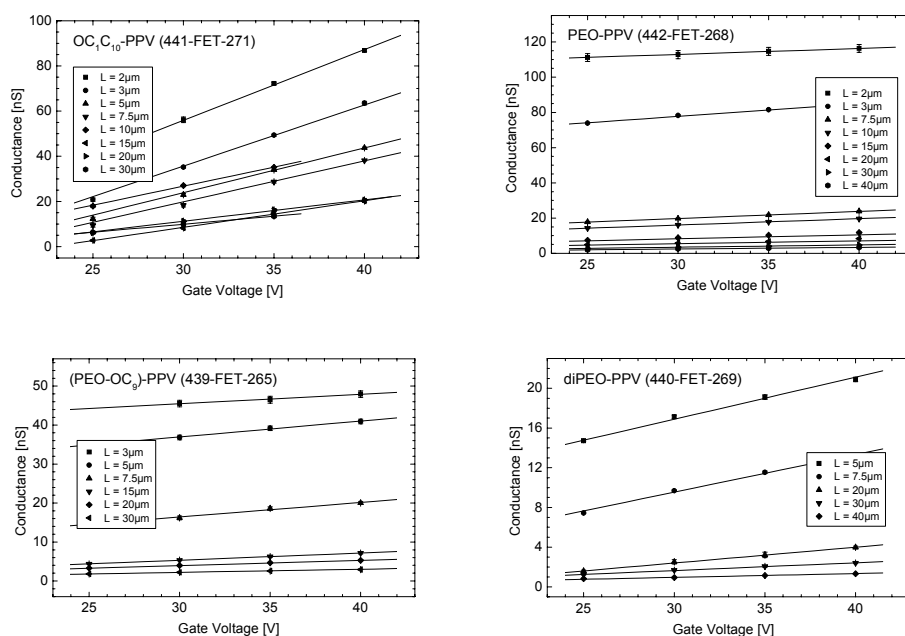 OC₁C₁₀-PPV (441-FET-271)
Conductance [nS]
100
80
60
40
20
0
L = 2μm
L = 3μm
L = 5μm
L = 7.5μm
L = 10μm
L = 15μm
L = 20μm
L = 30μm
25 30 35 40
Gate Voltage [V]
PEO-PPV (442-FET-268)
Conductance [nS]
120
100
80
60
40
20
0
L = 2μm
L = 3μm
L = 7.5μm
L = 10μm
L = 15μm
L = 20μm
L = 30μm
L = 40μm
25 30 35 40
Gate Voltage [V]
(PEO-OC₉)-PPV (439-FET-265)
Conductance [nS]
50
40
30
20
10
0
L = 3μm
L = 5μm
L = 7.5μm
L = 15μm
L = 20μm
L = 30μm
25 30 35 40
Gate Voltage [V]
diPEO-PPV (440-FET-269)
Conductance [nS]
20
16
12
8
4
0
L = 5μm
L = 7.5μm
L = 20μm
L = 30μm
L = 40μm
25 30 35 40
Gate Voltage [V]